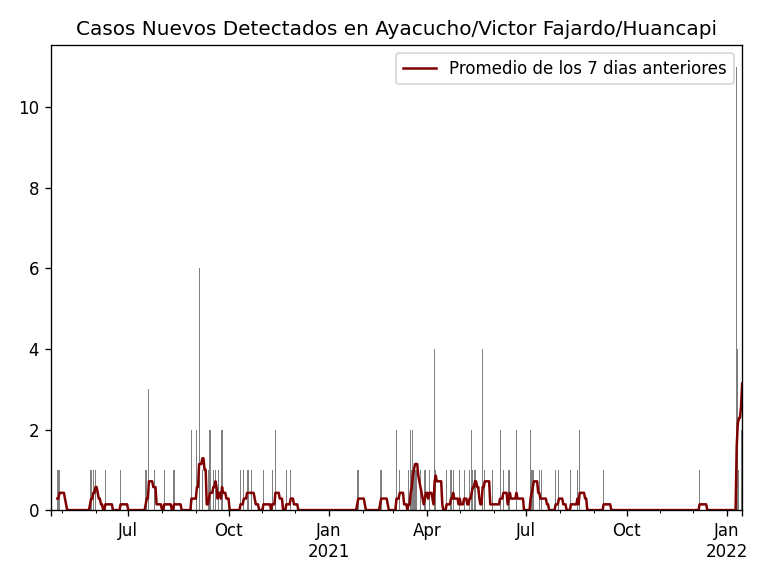 Casos Nuevos Detectados en Ayacucho/Victor Fajardo/Huancapi
Promedio de los 7 dias anteriores
10
8
6
4
2
0
Jul Oct Jan Apr Jul Oct Jan
2021 2022